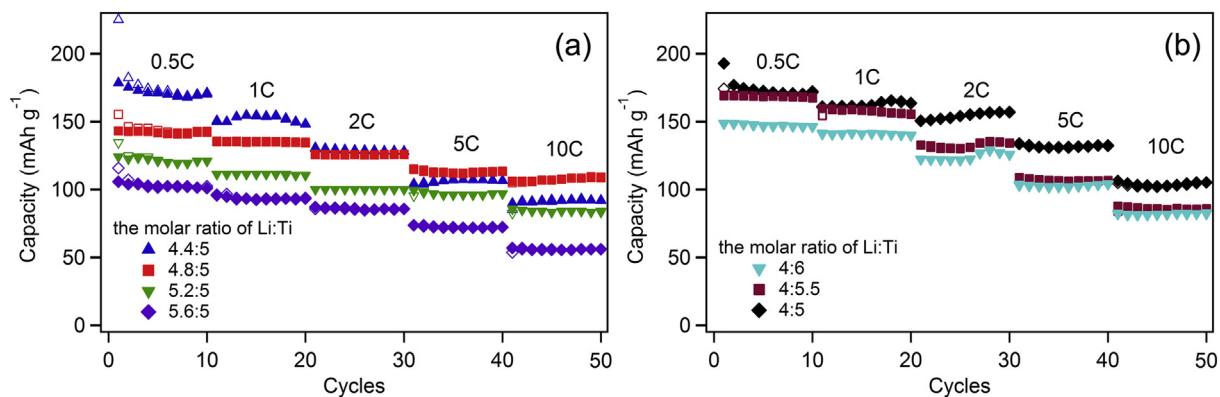 (a)
200
150
100
50
0
Capacity (mAh g⁻¹)
0.5C
1C
2C
5C
10C
the molar ratio of Li:Ti
4.4:5
4.8:5
5.2:5
5.6:5
0 10 20 30 40 50
Cycles
(b)
200
150
100
50
0
Capacity (mAh g⁻¹)
0.5C
1C
2C
5C
10C
the molar ratio of Li:Ti
4:6
4:5.5
4:5
0 10 20 30 40 50
Cycles